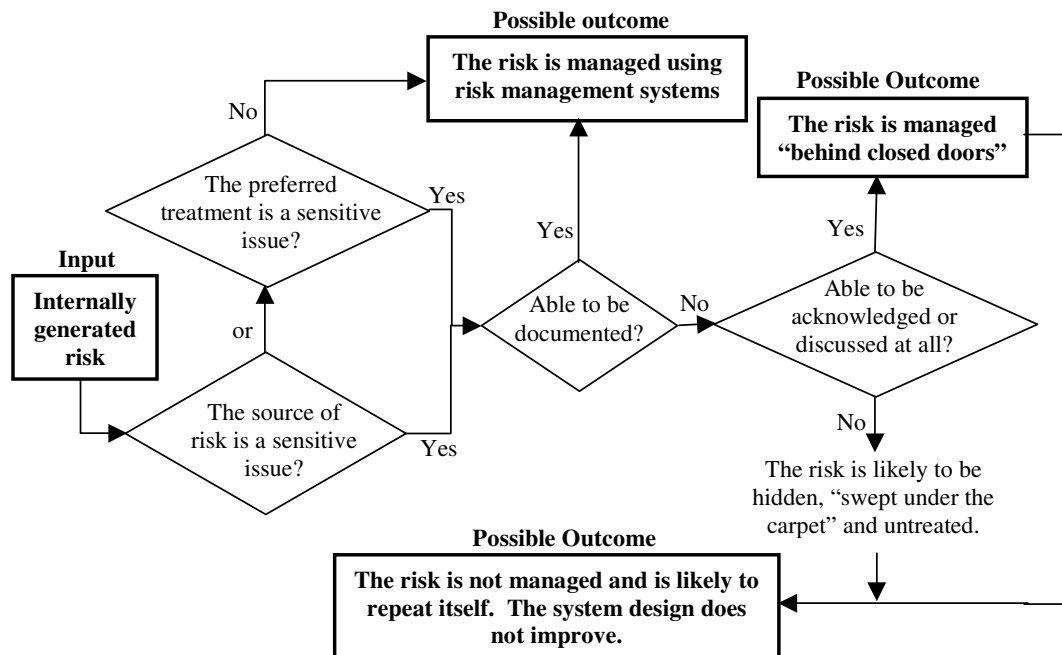 Possible outcome
The risk is managed using
risk management systems
Possible Outcome
The risk is managed
“behind closed doors”
No
The preferred
treatment is a sensitive
issue?
Yes
Input
Internally
generated
risk
or
The source of
risk is a sensitive
issue?
Yes
Yes
Able to be
documented?
No
Yes
Able to be
acknowledged or
discussed at all?
No
The risk is likely to be
hidden, “swept under the
carpet” and untreated.
Possible Outcome
The risk is not managed and is likely to
repeat itself.  The system design does
not improve.